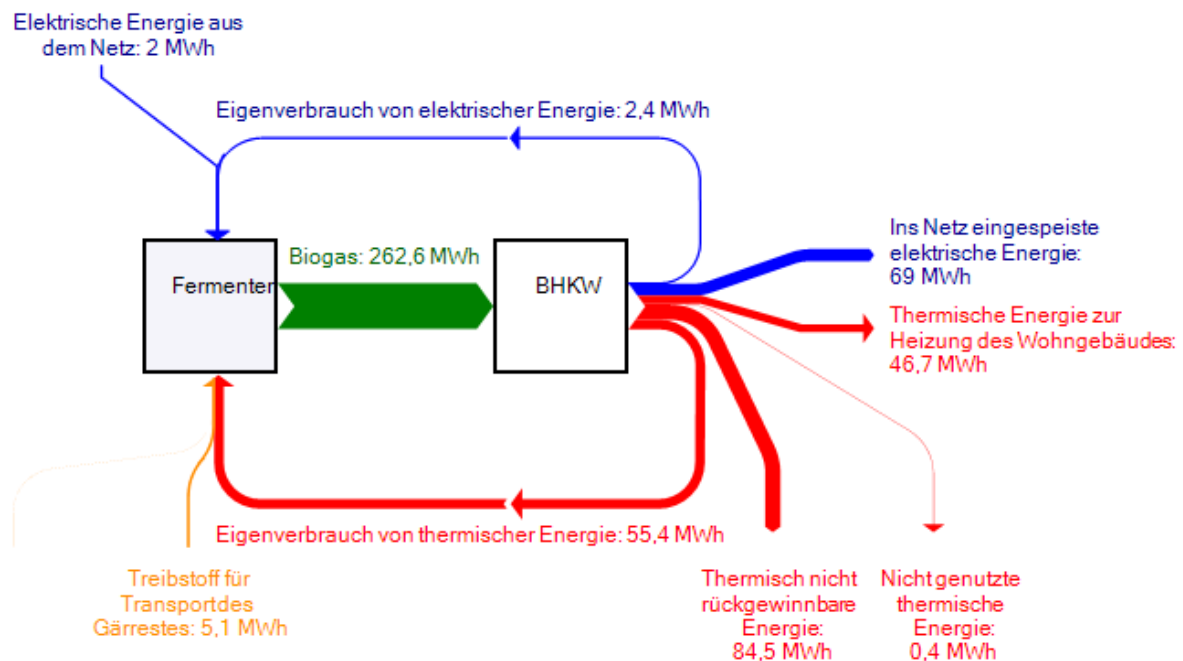 Elektrische Energie aus
dem Netz: 2 MWh
Eigenverbrauch von elektrischer Energie: 2,4 MWh
Ins Netz eingespeiste
elektrische Energie:
69 MWh
Biogas: 262,6 MWh
Fermenter
BHKW
Thermische Energie zur
Heizung des Wohngebäudes:
46,7 MWh
Eigenverbrauch von thermischer Energie: 55,4 MWh
Treibstoff für
Transportdes
Gärrestes: 5,1 MWh
Thermisch nicht
rückgewinnbare
Energie:
84,5 MWh
Nicht genutzte
thermische
Energie:
0,4 MWh